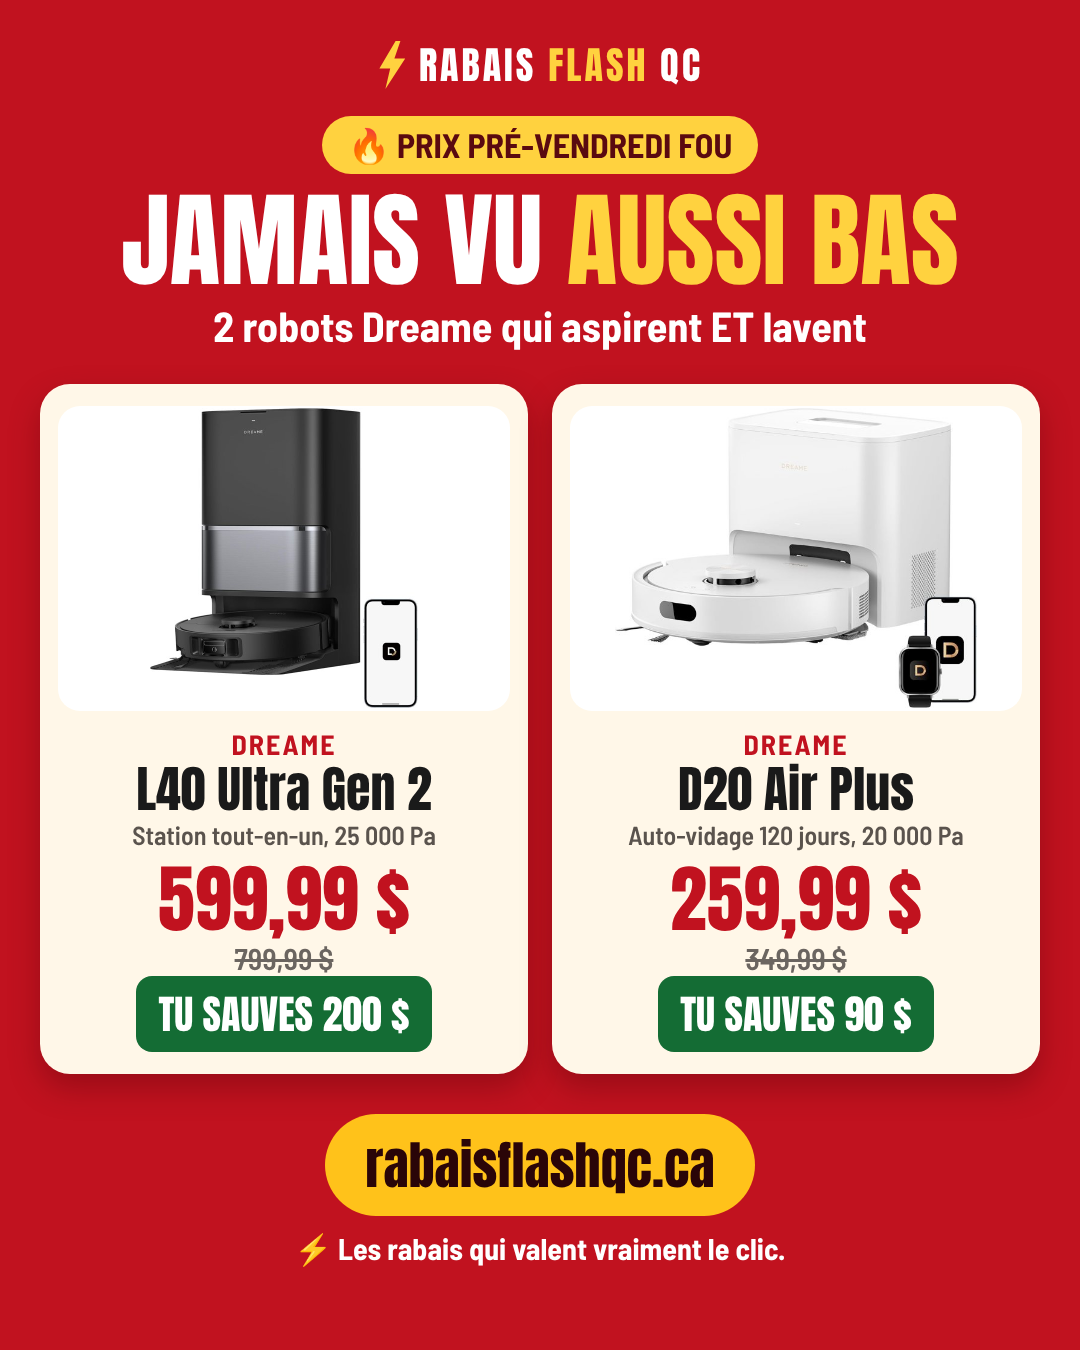 ⚡ RABAIS FLASH QC
🔥 PRIX PRÉ-VENDREDI FOU
JAMAIS VU AUSSI BAS
2 robots Dreame qui aspirent ET lavent
DREAME
DREAME
L40 Ultra Gen 2
Station tout-en-un, 25 000 Pa
599,99 $
799,99 $
TU SAUVES 200 $
DREAME
DREAME
D20 Air Plus
Auto-vidage 120 jours, 20 000 Pa
259,99 $
349,99 $
TU SAUVES 90 $
rabaisflashqc.ca
⚡ Les rabais qui valent vraiment le clic.